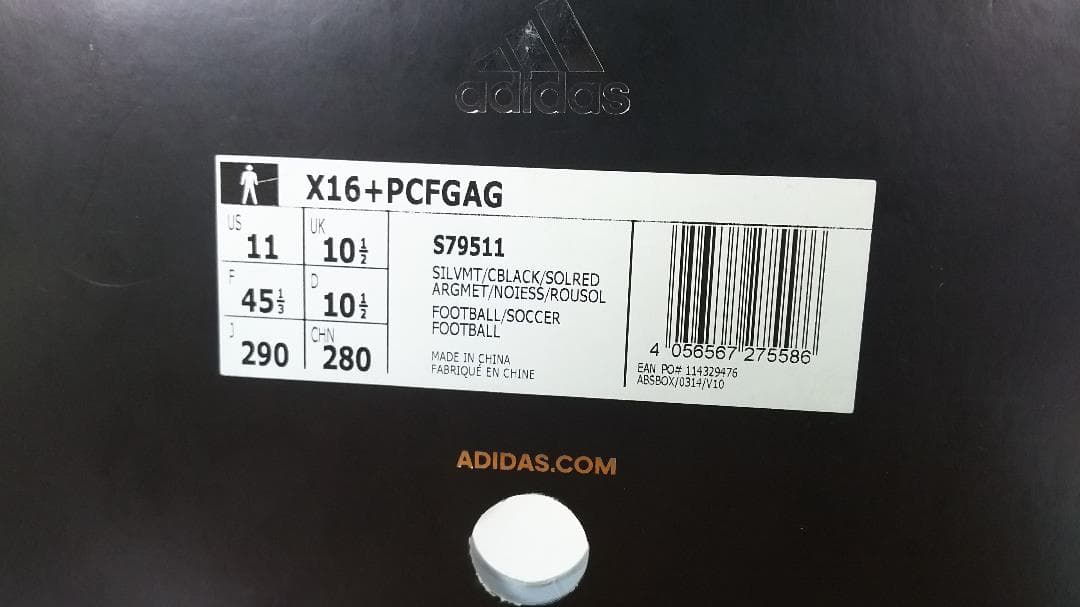 adidas
X16+PCFGAG
US 11 UK 10½
F 45⅓ D 10½
J 290 CHN 280
S79511
SILVMT/CBLACK/SOLRED
ARGMET/NOIESS/ROUSOL
FOOTBALL/SOCCER
FOOTBALL
MADE IN CHINA
FABRIQUÉ EN CHINE
4 056567 275586
EAN PO# 114329476
ABSBOX/0314/V10
ADIDAS.COM